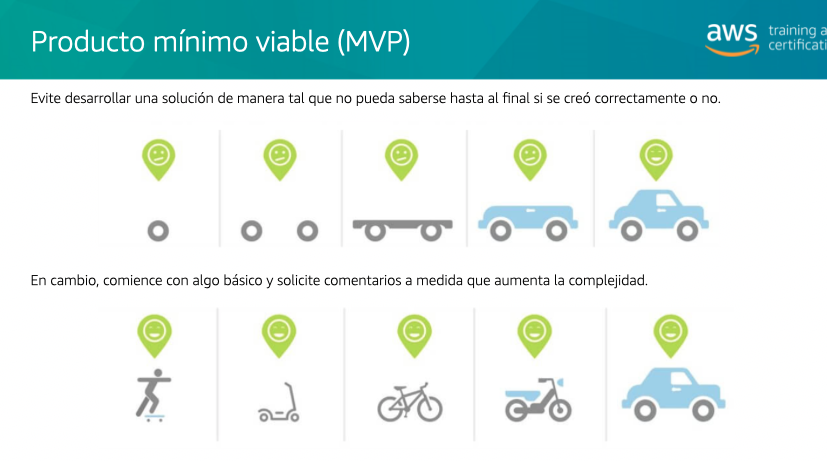 Producto mínimo viable (MVP)
aws
training a
certificati
Evite desarrollar una solución de manera tal que no pueda saberse hasta al final si se creó correctamente o no.
En cambio, comience con algo básico y solicite comentarios a medida que aumenta la complejidad.